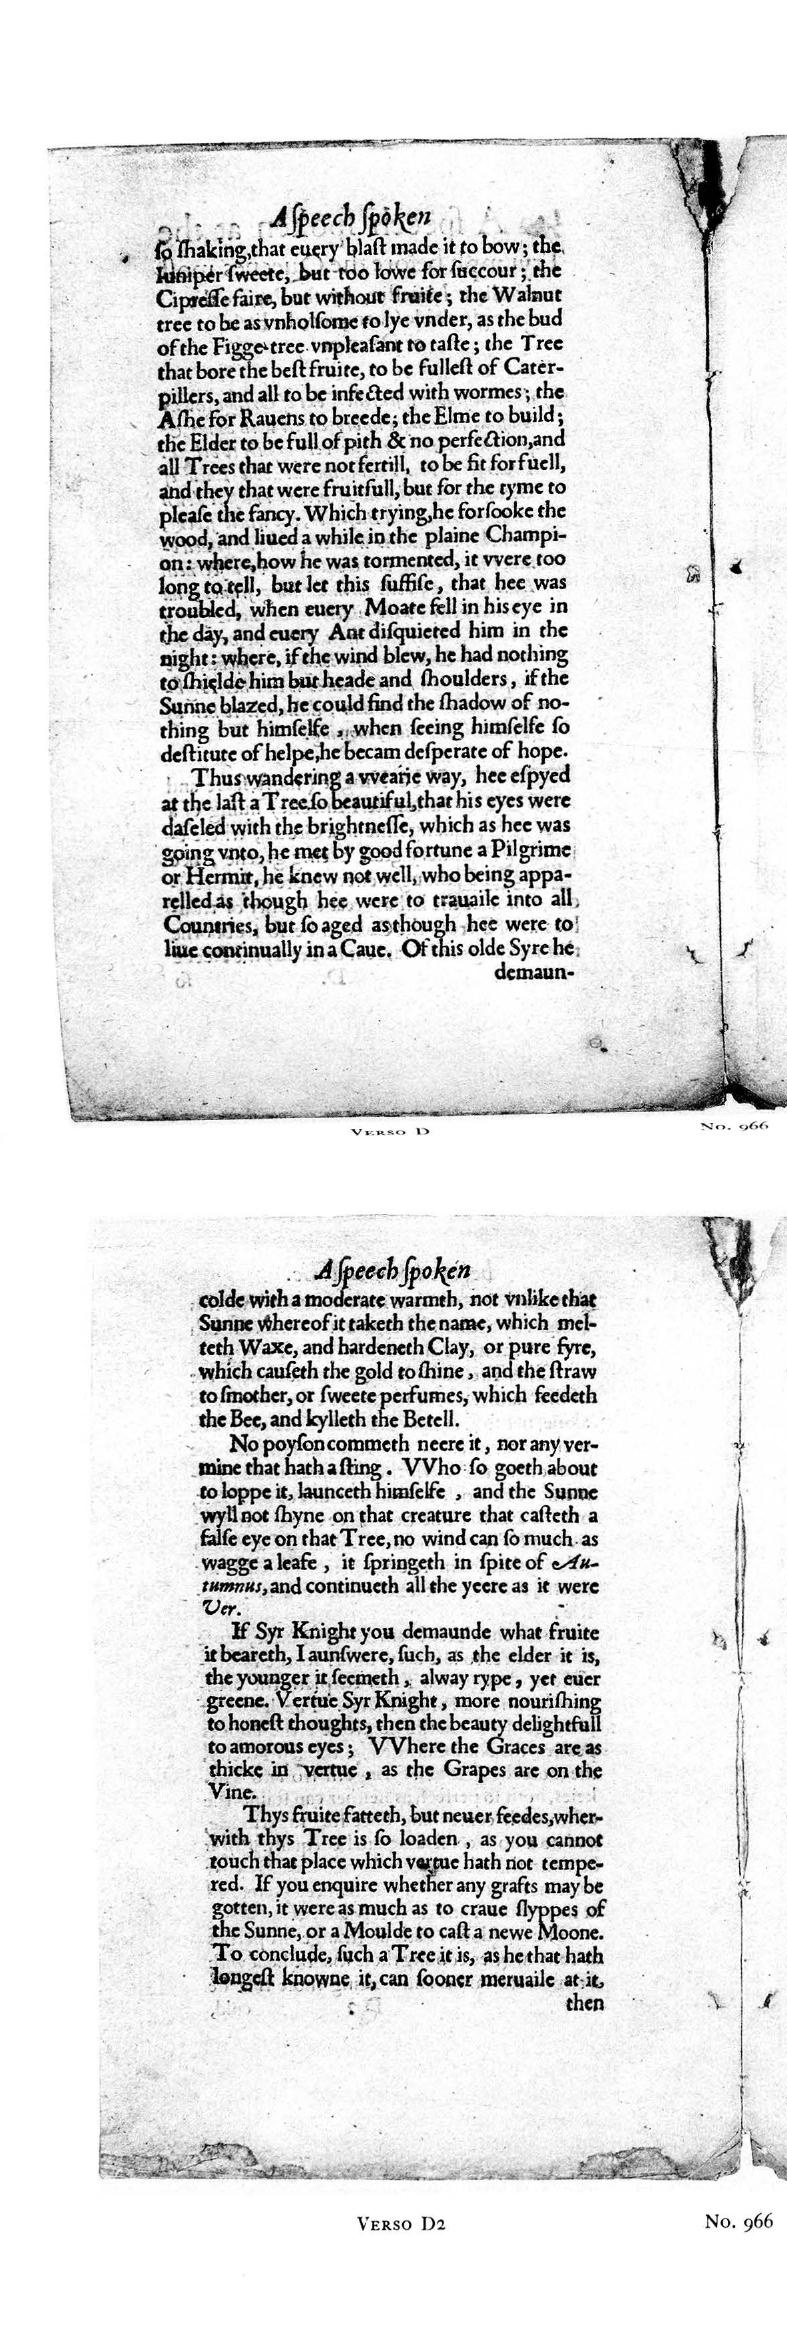 A ſpeech ſpoken
ſo ſhaking,that euery blaſt made it to bow; the
Iuniper ſweete, but too lowe for ſuccour; the
Cipreſſe faire, but without fruite; the Walnut
tree to be as vnholſome to lye vnder, as the bud
of the Figge-tree vnpleaſant to taſte; the Tree
that bore the beſt fruite, to be fulleſt of Cater-
pillers, and all to be infected with wormes; the
Aſhe for Rauens to breede; the Elme to build;
the Elder to be full of pith & no perfection,and
all Trees that were not fertill, to be fit for fuell,
and they that were fruitfull, but for the tyme to
pleaſe the fancy. Which trying,he forſooke the
wood, and liued a while in the plaine Champi-
on: where,how he was tormented, it vvere too
long to tell, but let this ſuffiſe, that hee was
troubled, when euery Moate fell in his eye in
the day, and euery Ant diſquieted him in the
night: where, if the wind blew, he had nothing
to ſhielde him but heade and ſhoulders, if the
Sunne blazed, he could find the ſhadow of no-
thing but himſelfe, when ſeeing himſelfe ſo
deſtitute of helpe,he becam deſperate of hope.
Thus wandering a vvearie way, hee eſpyed
at the laſt a Tree ſo beautiful,that his eyes were
daſeled with the brightneſſe, which as hee was
going vnto, he met by good fortune a Pilgrime
or Hermit, he knew not well, who being appa-
relled as though hee were to trauaile into all
Countries, but ſo aged as though hee were to
liue continually in a Caue. Of this olde Syre he
demaun-
VERSO D
No. 966
A ſpeech ſpoken
colde with a moderate warmth, not vnlike that
Sunne whereof it taketh the name, which mel-
teth Waxe, and hardeneth Clay, or pure fyre,
which cauſeth the gold to ſhine, and the ſtraw
to ſmother, or ſweete perfumes, which feedeth
the Bee, and kylleth the Betell.
No poyſon commeth neere it, nor any ver-
mine that hath a ſting. VVho ſo goeth about
to loppe it, launceth himſelfe, and the Sunne
wyll not ſhyne on that creature that caſteth a
falſe eye on that Tree, no wind can ſo much as
wagge a leafe, it ſpringeth in ſpite of Au-
tumnus, and continueth all the yeere as it were
Ver.
If Syr Knight you demaunde what fruite
it beareth, I aunſwere, ſuch, as the elder it is,
the younger it ſeemeth, alway rype, yet euer
greene. Vertue Syr Knight, more nouriſhing
to honeſt thoughts, then the beauty delightfull
to amorous eyes; VVhere the Graces are as
thicke in vertue, as the Grapes are on the
Vine.
Thys fruite fatteth, but neuer feedes,wher-
with thys Tree is ſo loaden, as you cannot
touch that place which vertue hath not tempe-
red. If you enquire whether any grafts may be
gotten, it were as much as to craue ſlyppes of
the Sunne, or a Moulde to caſt a newe Moone.
To conclude, ſuch a Tree it is, as he that hath
longeſt knowne it, can ſooner meruaile at it,
then
VERSO D2
No. 966